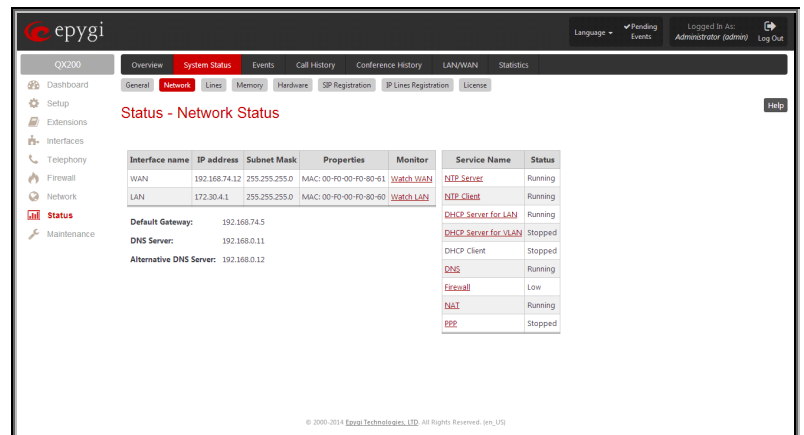 epygi
Language
Pending Events
Logged In As:
Administrator (admin)
Log Out
QX200
Overview System Status Events Call History Conference History LAN/WAN Statistics
Dashboard
Setup
Extensions
Interfaces
Telephony
Firewall
Network
Status
Maintenance
General Network Lines Memory Hardware SIP Registration IP Lines Registration License
Help
Status - Network Status
Interface name IP address Subnet Mask Properties Monitor
WAN 192.168.74.12 255.255.255.0 MAC: 00-F0-00-F0-80-61 Watch WAN
LAN 172.30.4.1 255.255.255.0 MAC: 00-F0-00-F0-80-60 Watch LAN
Default Gateway: 192.168.74.5
DNS Server: 192.168.0.11
Alternative DNS Server: 192.168.0.12
Service Name Status
NTP Server Running
NTP Client Running
DHCP Server for LAN Running
DHCP Server for VLAN Stopped
DHCP Client Stopped
DNS Running
Firewall Low
NAT Running
PPP Stopped
© 2000-2014 Epygi Technologies, LTD. All Rights Reserved. (en_US)